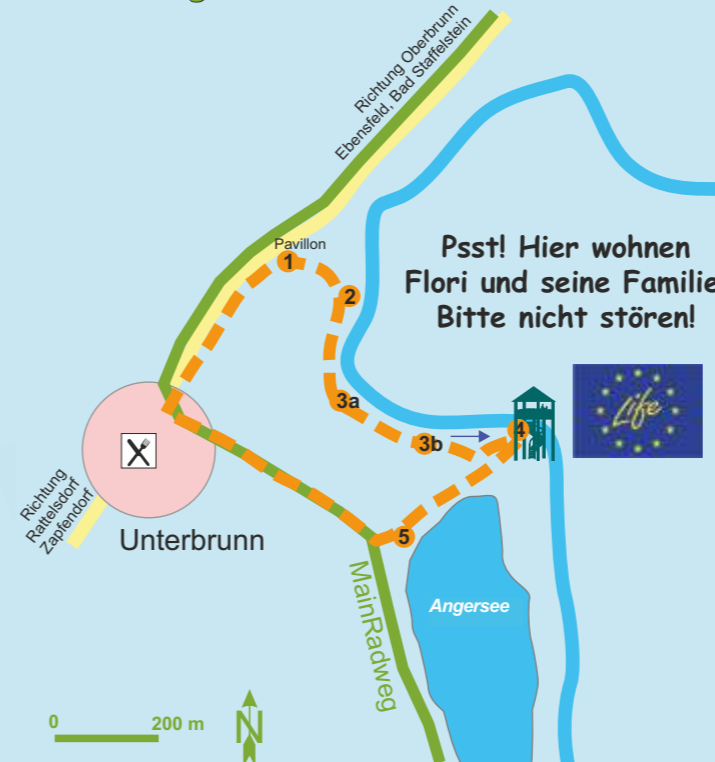 Richtung Oberbrunn
Ebensfeld, Bad Staffelstein
Pavillon
1
2
Psst! Hier wohnen
Flori und seine Familie
Bitte nicht stören!
Life
3a
3b
4
5
Richtung
Rattelsdorf
Zapfendorf
Unterbrunn
MainRadweg
Angersee
0
200 m
N